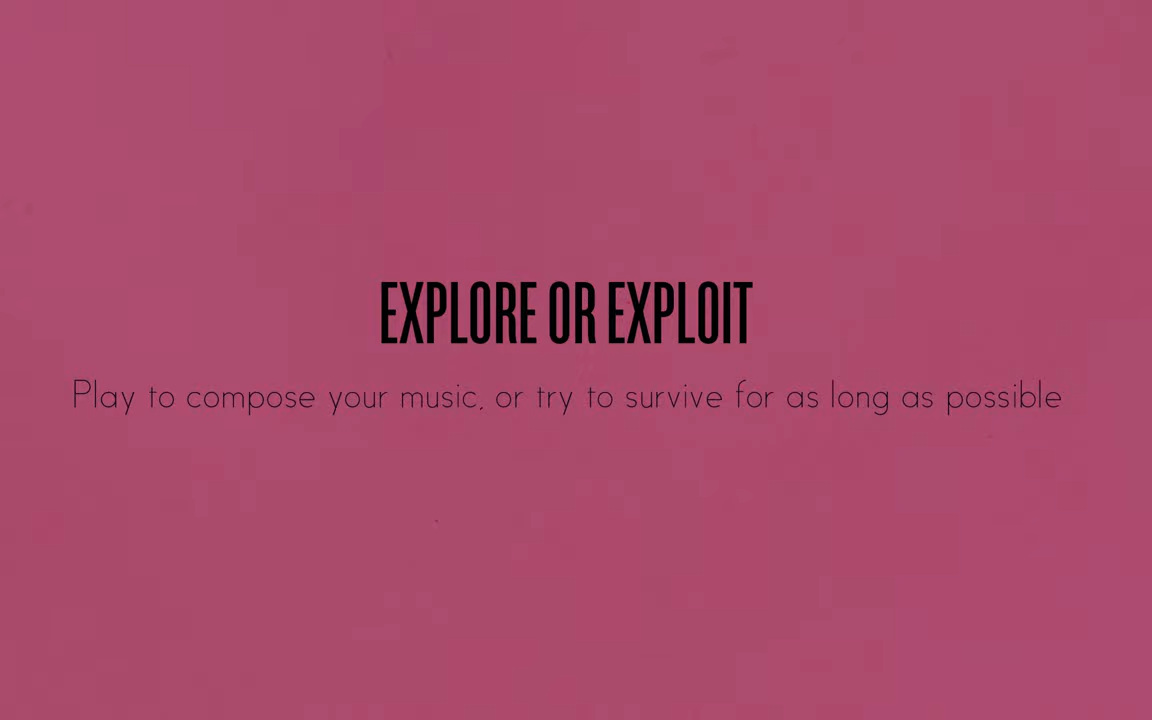 EXPLORE OR EXPLOIT
Play to compose your music, or try to survive for as long as possible